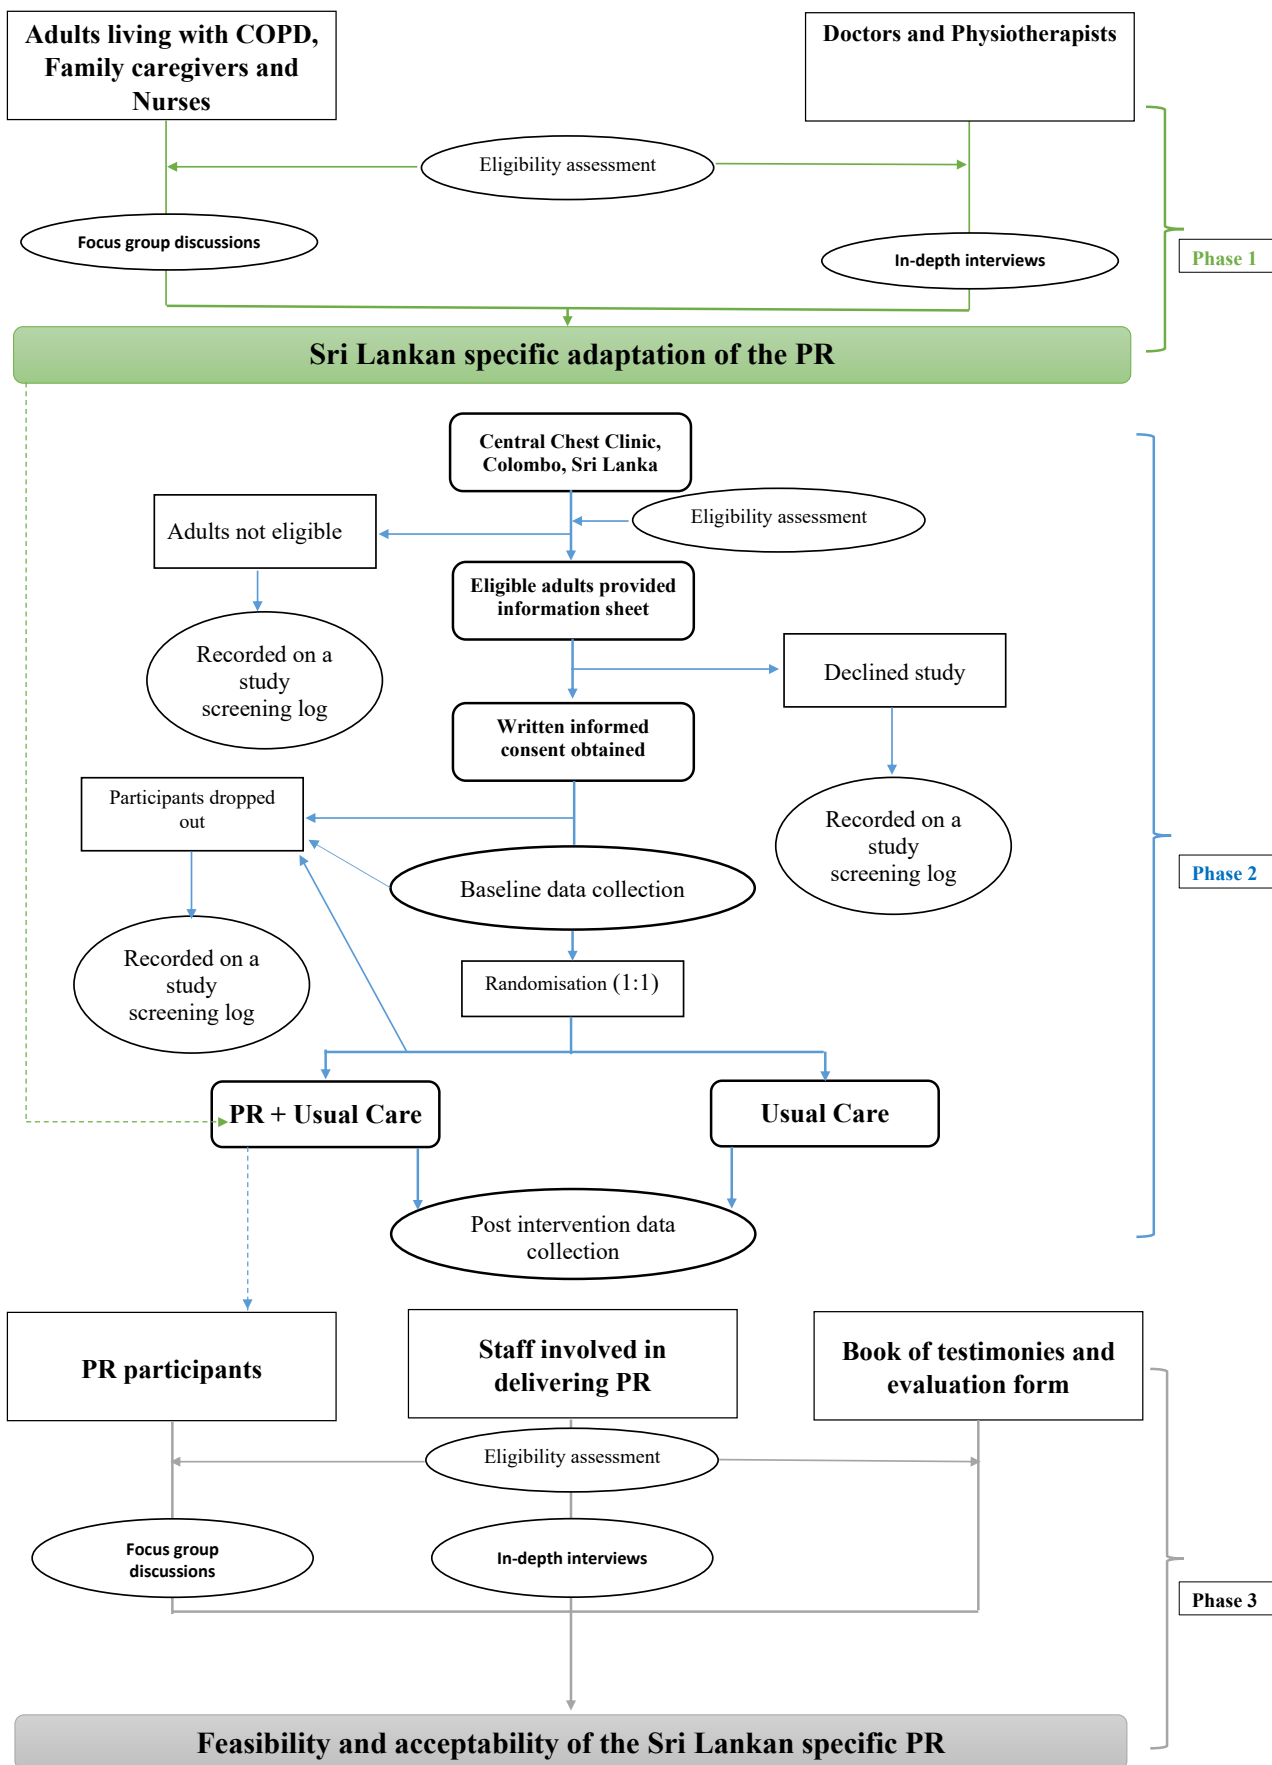 Adults living with COPD,
Family caregivers and
Nurses
Doctors and Physiotherapists
Eligibility assessment
Focus group discussions
In-depth interviews
Phase 1
Sri Lankan specific adaptation of the PR
Central Chest Clinic,
Colombo, Sri Lanka
Eligibility assessment
Adults not eligible
Eligible adults provided
information sheet
Recorded on a
study
screening log
Declined study
Written informed
consent obtained
Participants dropped
out
Recorded on a
study
screening log
Baseline data collection
Phase 2
Recorded on a
study
screening log
Randomisation (1:1)
PR + Usual Care
Usual Care
Post intervention data
collection
PR participants
Staff involved in
delivering PR
Book of testimonies and
evaluation form
Eligibility assessment
Focus group
discussions
In-depth interviews
Phase 3
Feasibility and acceptability of the Sri Lankan specific PR